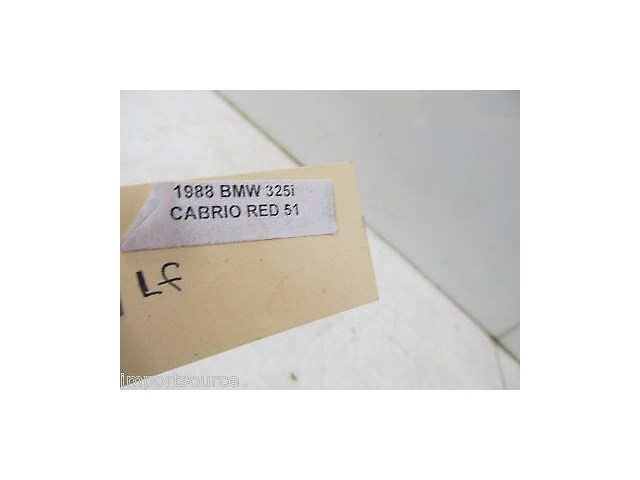 1988 BMW 325i
CABRIO RED 51
Lf
importsource